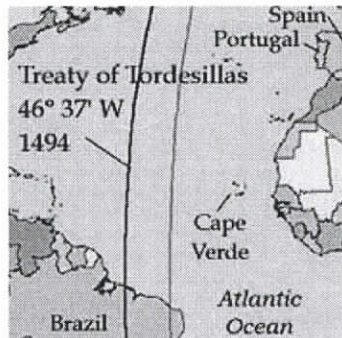 Spain
Portugal
Treaty of Tordesillas
46° 37' W
1494
Cape
Verde
Atlantic
Ocean
Brazil